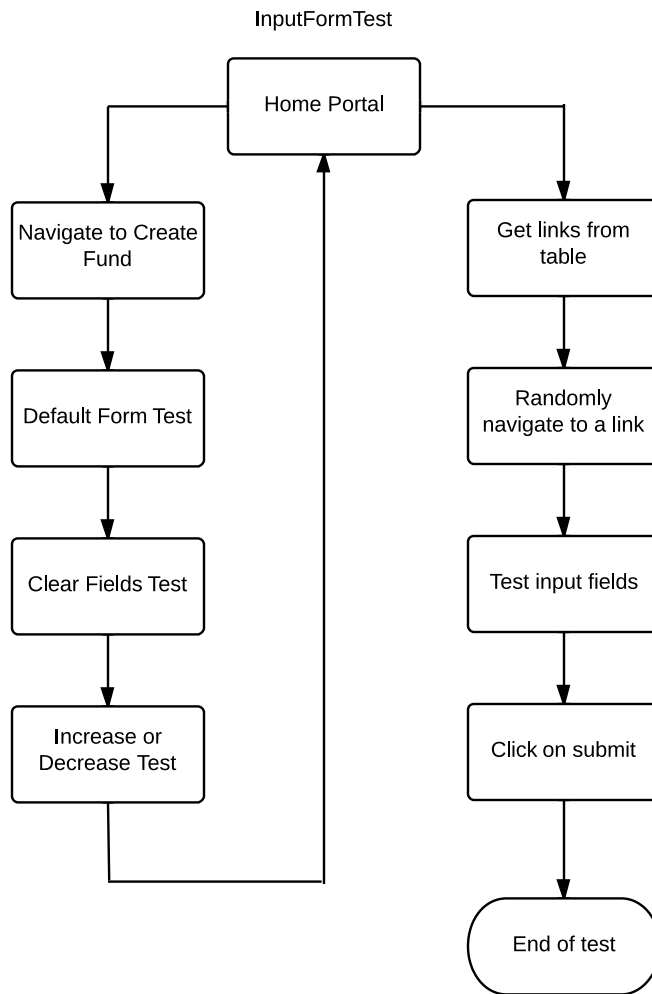 InputFormTest
Home Portal
Navigate to Create
Fund
Default Form Test
Clear Fields Test
Increase or
Decrease Test
Get links from
table
Randomly
navigate to a link
Test input fields
Click on submit
End of test